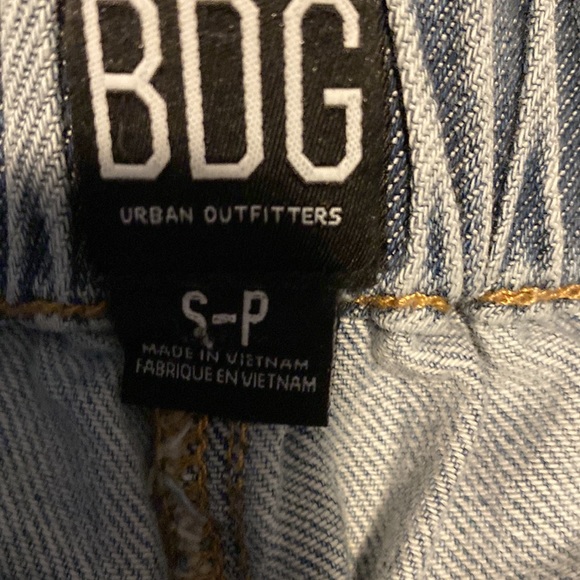 BDG
URBAN OUTFITTERS
S-P
MADE IN VIETNAM
FABRIQUE EN VIETNAM